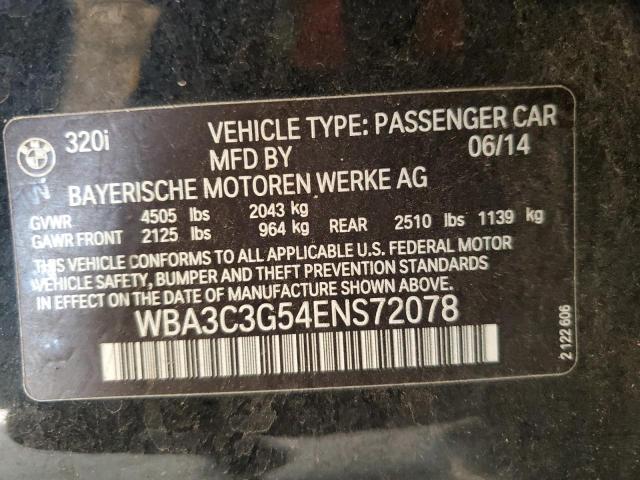 320i VEHICLE TYPE: PASSENGER CAR
MFD BY 06/14
BAYERISCHE MOTOREN WERKE AG
GVWR 4505 lbs 2043 kg
GAWR FRONT 2125 lbs 964 kg REAR 2510 lbs 1139 kg
THIS VEHICLE CONFORMS TO ALL APPLICABLE U.S. FEDERAL MOTOR
VEHICLE SAFETY, BUMPER AND THEFT PREVENTION STANDARDS
IN EFFECT ON THE DATE OF MANUFACTURE SHOWN ABOVE.
WBA3C3G54ENS72078
2 122 606